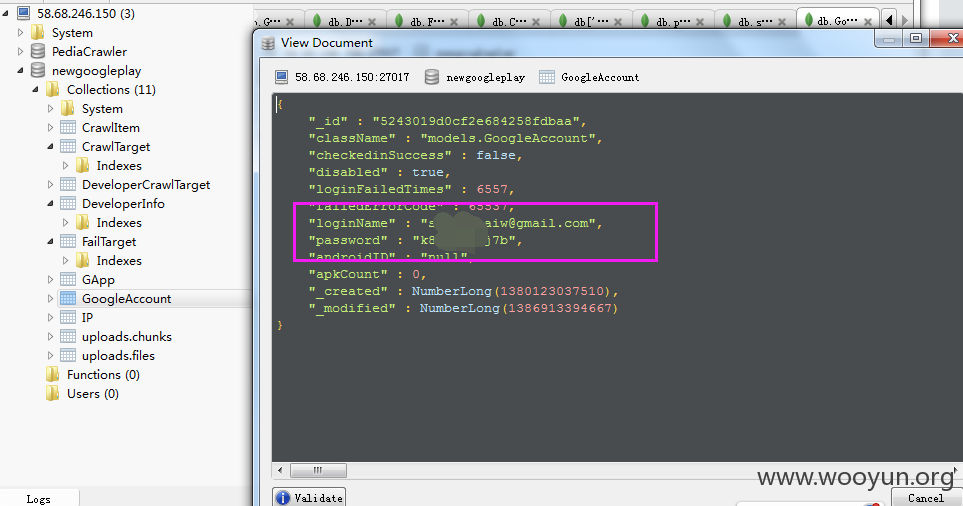 58.68.246.150 (3)
System
PediaCrawler
newgoogleplay
Collections (11)
System
CrawlItem
CrawlTarget
Indexes
DeveloperCrawlTarget
DeveloperInfo
Indexes
FailTarget
Indexes
GApp
GoogleAccount
IP
uploads.chunks
uploads.files
Functions (0)
Users (0)
Logs
db. D...
db. F...
db. C...
db['...
db. p...
db. s...
db. Go...
View Document
58.68.246.150:27017 newgoogleplay GoogleAccount
{
"_id" : "5243019d0cf2e684258fdbaa",
"className" : "models.GoogleAccount",
"checkedinSuccess" : false,
"disabled" : true,
"loginFailedTimes" : 6557,
"failedErrorCode" : 65537,
"loginName" : "s aiw@gmail.com",
"password" : "k8 j7b",
"androidID" : "null",
"apkCount" : 0,
"_created" : NumberLong(1380123037510),
"_modified" : NumberLong(1386913394667)
}
Validate
Cancel
www.wooyun.org